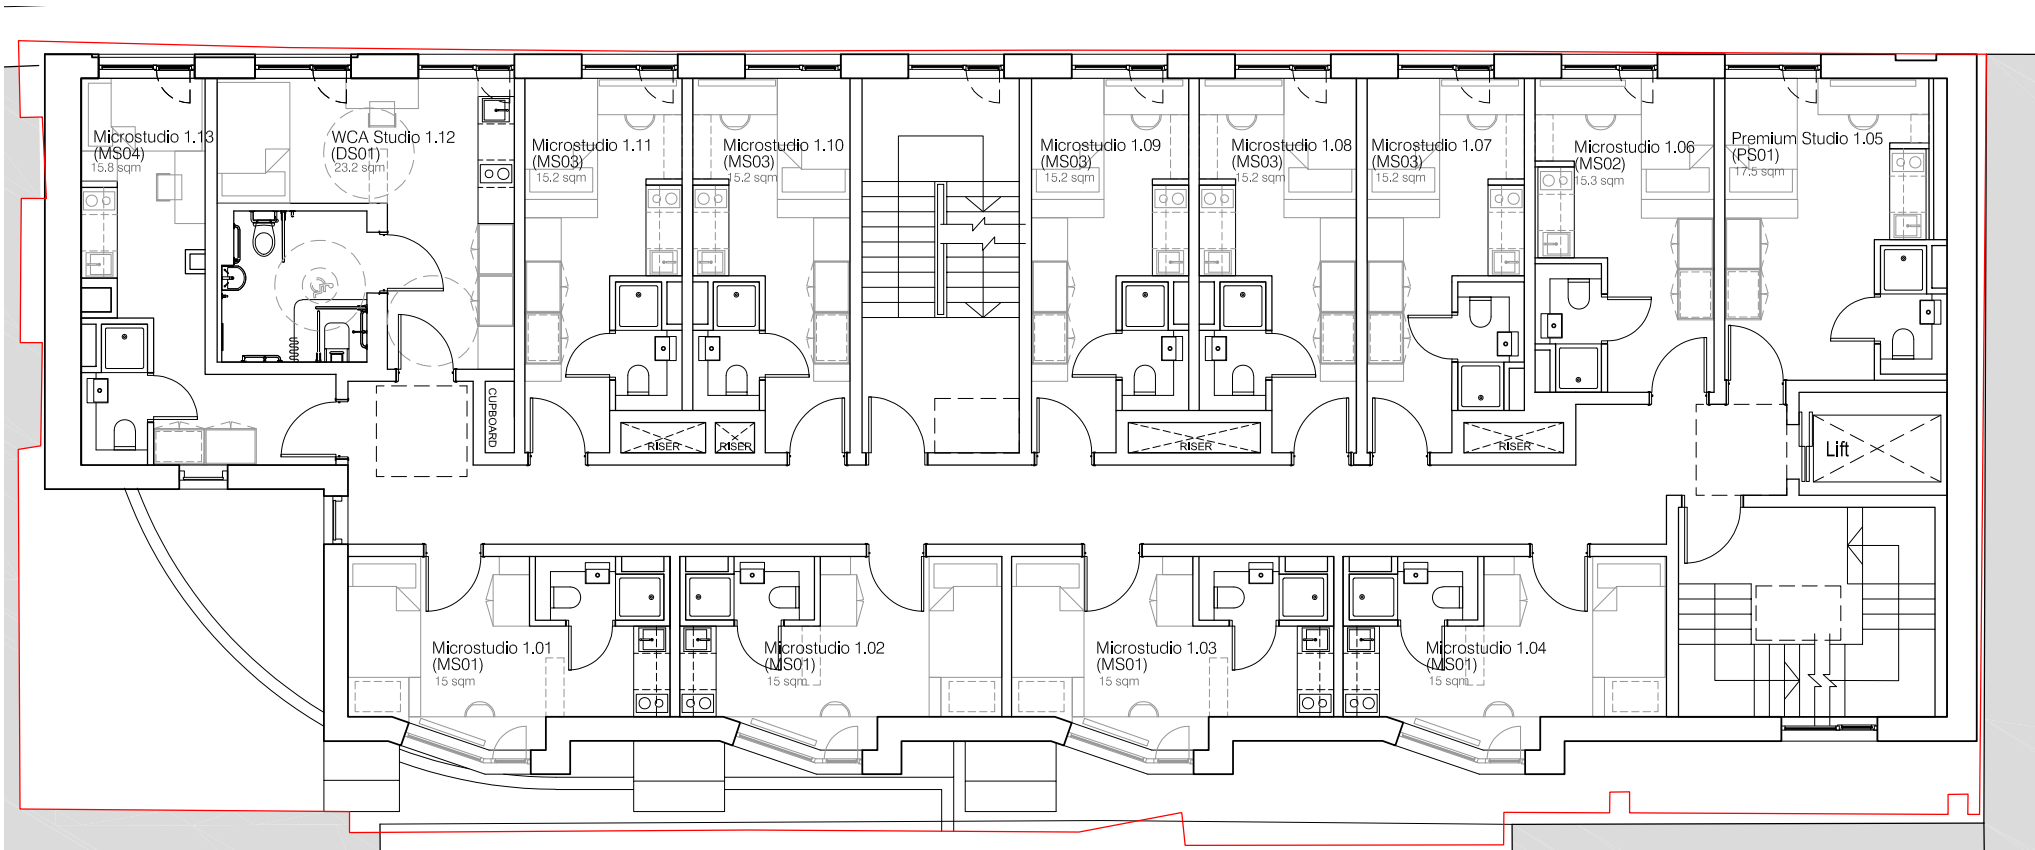 Microstudio 1.13
(MS04)
15.8 sqm
WCA Studio 1.12
(DS01)
23.2 sqm
Microstudio 1.11
(MS03)
15.2 sqm
Microstudio 1.10
(MS03)
15.2 sqm
Microstudio 1.09
(MS03)
15.2 sqm
Microstudio 1.08
(MS03)
15.2 sqm
Microstudio 1.07
(MS03)
15.2 sqm
Microstudio 1.06
(MS02)
15.3 sqm
Premium Studio 1.05
(PS01)
17.5 sqm
CUPBOARD
RISER
RISER
RISER
RISER
Lift
Microstudio 1.01
(MS01)
15 sqm
Microstudio 1.02
(MS01)
15 sqm
Microstudio 1.03
(MS01)
15 sqm
Microstudio 1.04
(MS01)
15 sqm